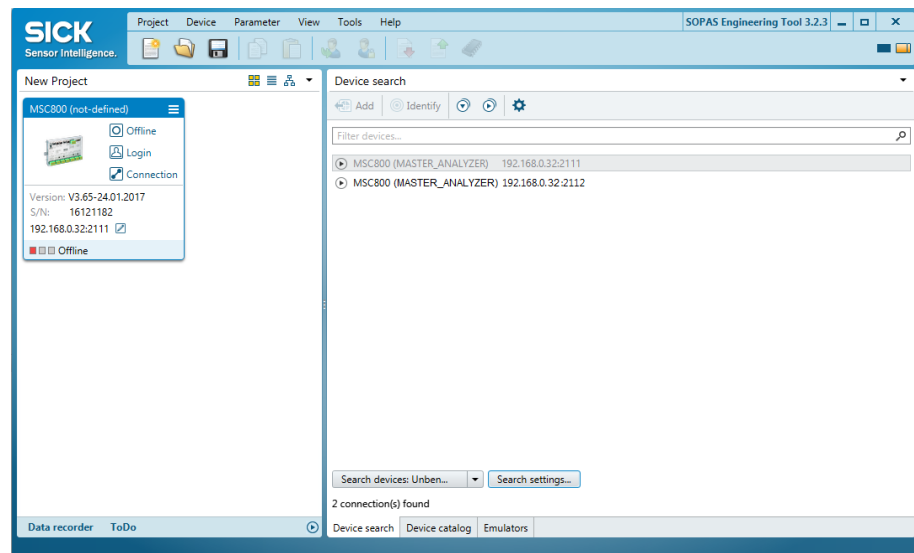 SICK
Sensor Intelligence.
Project Device Parameter View Tools Help
SOPAS Engineering Tool 3.2.3
New Project
MSC800 (not-defined)
Offline
Login
Connection
Version: V3.65-24.01.2017
S/N: 16121182
192.168.0.32:2111
Offline
Data recorder ToDo
Device search
Add Identify
Filter devices...
MSC800 (MASTER_ANALYZER) 192.168.0.32:2111
MSC800 (MASTER_ANALYZER) 192.168.0.32:2112
Search devices: Unben... Search settings...
2 connection(s) found
Device search Device catalog Emulators